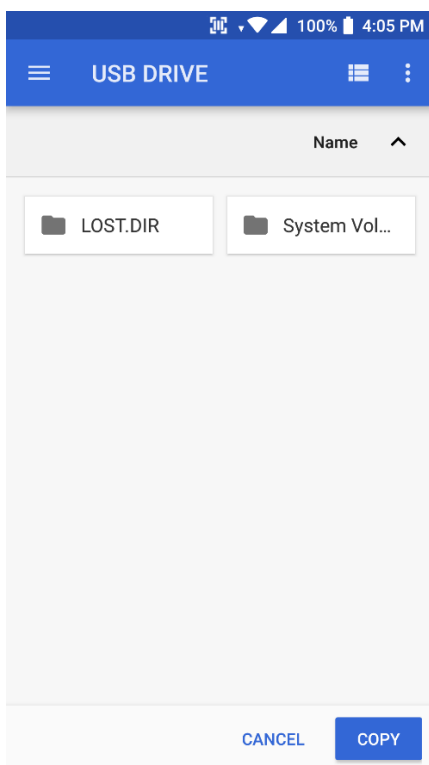 100% 4:05 PM
USB DRIVE
Name
LOST.DIR System Vol...
CANCEL COPY